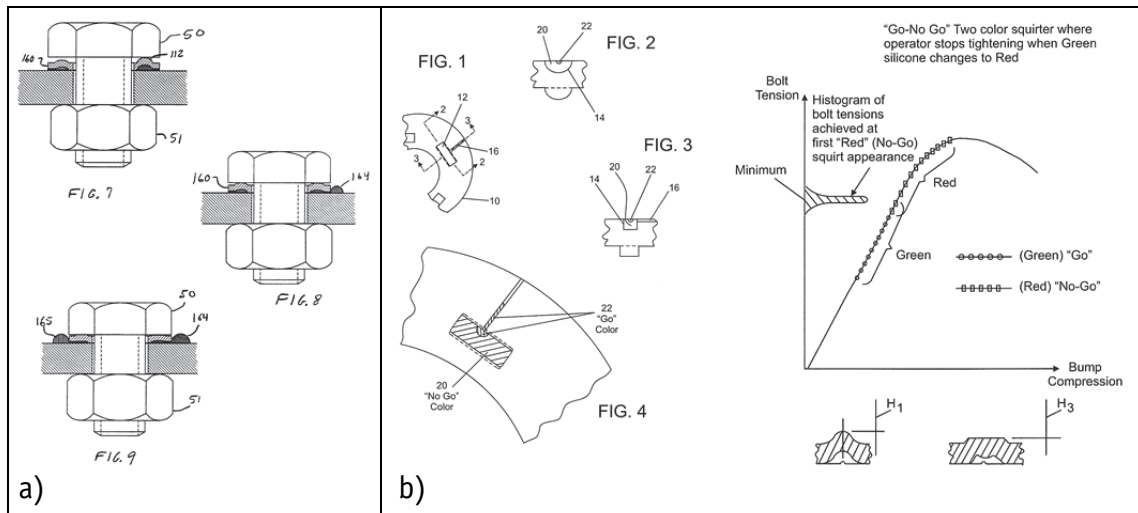 50
112
160
51
FIG. 7
160
164
FIG. 8
50
165
164
51
FIG. 9
a)
FIG. 1
2
12
3
16
3
2
10
20
22
FIG. 2
14
FIG. 3
20
14
22
16
22
"Go"
Color
20
"No Go"
Color
FIG. 4
b)
"Go-No Go" Two color squirter where
operator stops tightening when Green
silicone changes to Red
Bolt
Tension
Histogram of
bolt tensions
achieved at
first "Red" (No-Go)
squirt appearance
Minimum
Red
Green
(Green) "Go"
(Red) "No-Go"
Bump
Compression
H1
H3